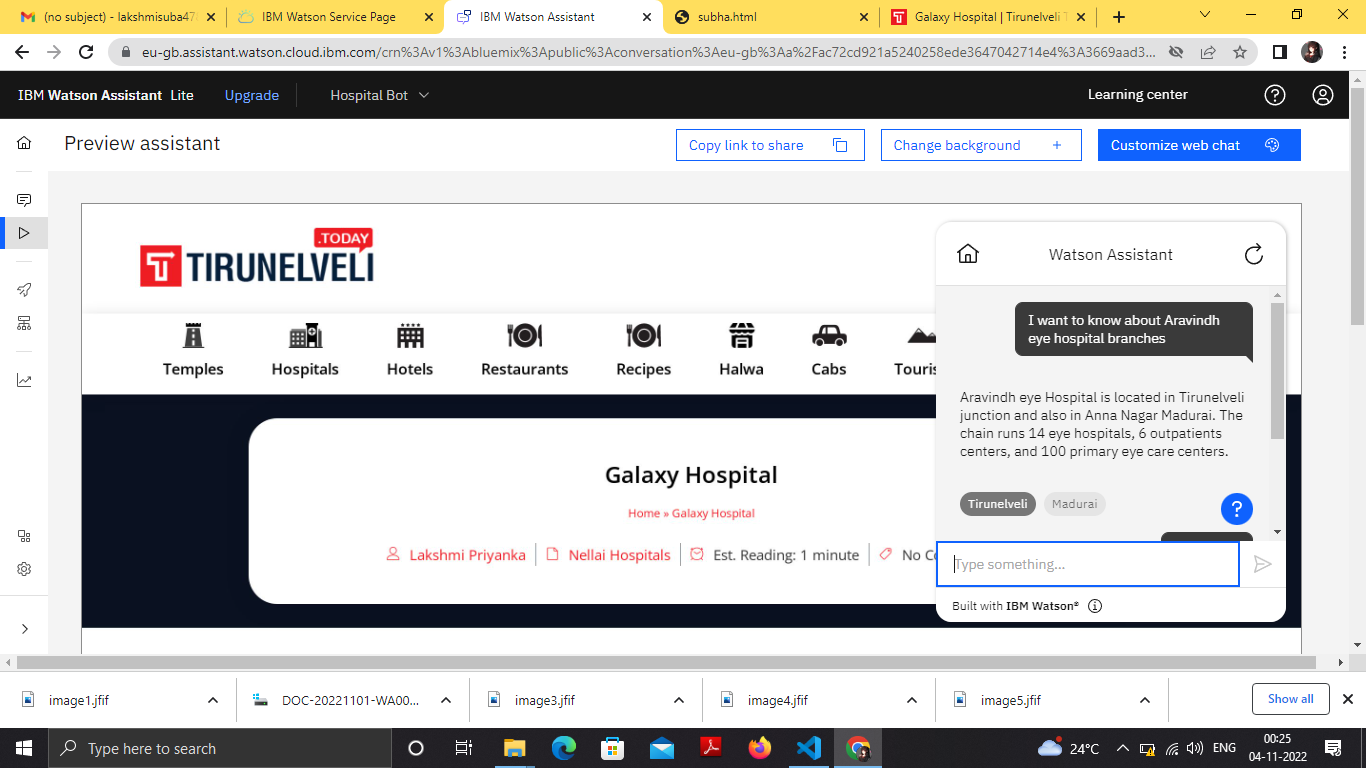 (no subject) - lakshmisuba47
IBM Watson Service Page
IBM Watson Assistant
subha.html
Galaxy Hospital | Tirunelveli T
eu-gb.assistant.watson.cloud.ibm.com/crn%3Av1%3Abluemix%3Apublic%3Aconversation%3Aeu-gb%3Aa%2Fac72cd921a5240258ede3647042714e4%3A3669aad3...
IBM Watson Assistant Lite
Upgrade
Hospital Bot
Learning center
Preview assistant
Copy link to share
Change background
Customize web chat
.TODAY
TIRUNELVELI
Temples
Hospitals
Hotels
Restaurants
Recipes
Halwa
Cabs
Touris
Galaxy Hospital
Home » Galaxy Hospital
Lakshmi Priyanka
Nellai Hospitals
Est. Reading: 1 minute
No Co
Watson Assistant
I want to know about Aravindh
eye hospital branches
Aravindh eye Hospital is located in Tirunelveli
junction and also in Anna Nagar Madurai. The
chain runs 14 eye hospitals, 6 outpatients
centers, and 100 primary eye care centers.
Tirunelveli
Madurai
?
Type something...
Built with IBM Watson®
image1.jfif
DOC-20221101-WA00...
image3.jfif
image4.jfif
image5.jfif
Show all
Type here to search
24°C
ENG
00:25
04-11-2022